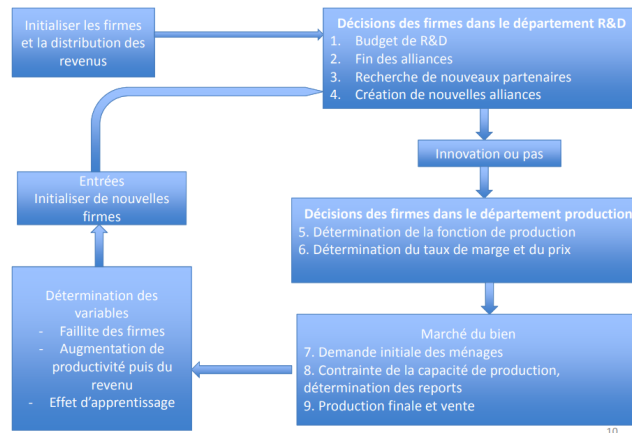 Initialiser les firmes
et la distribution des
revenus
Décisions des firmes dans le département R&D
1. Budget de R&D
2. Fin des alliances
3. Recherche de nouveaux partenaires
4. Création de nouvelles alliances
Innovation ou pas
Entrées
Initialiser de nouvelles
firmes
Décisions des firmes dans le département production
5. Détermination de la fonction de production
6. Détermination du taux de marge et du prix
Détermination des
variables
- Faillite des firmes
- Augmentation de
productivité puis du
revenu
- Effet d'apprentissage
Marché du bien
7. Demande initiale des ménages
8. Contrainte de la capacité de production,
détermination des reports
9. Production finale et vente
10